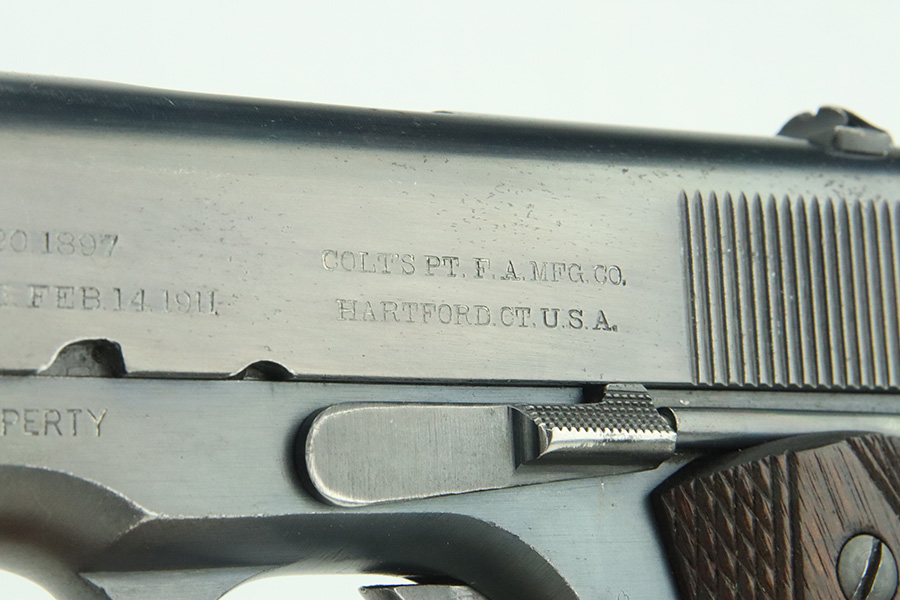 20 1897
FEB.14.1911.
COLT'S PT. F. A. MFG. CO.
HARTFORD. CT. U.S.A.
PERTY